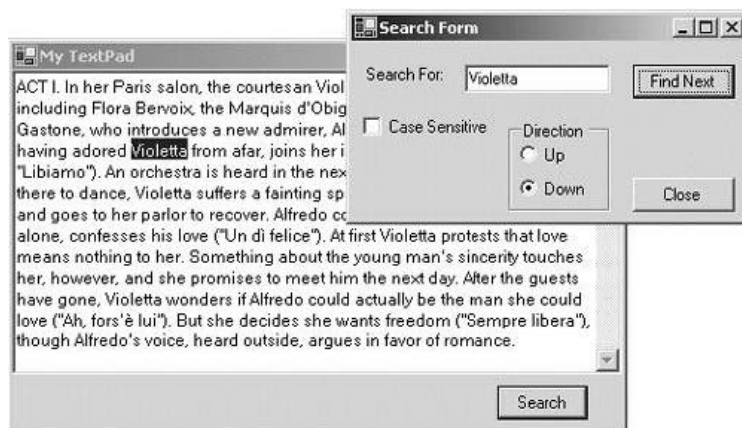 My TextPad
ACT I. In her Paris salon, the courtesan Viol
including Flora Bervoix, the Marquis d'Obig
Gastone, who introduces a new admirer, Al
having adored Violetta from afar, joins her i
"Libiamo"). An orchestra is heard in the nex
there to dance, Violetta suffers a fainting sp
and goes to her parlor to recover. Alfredo co
alone, confesses his love ("Un dì felice"). At first Violetta protests that love
means nothing to her. Something about the young man's sincerity touches
her, however, and she promises to meet him the next day. After the guests
have gone, Violetta wonders if Alfredo could actually be the man she could
love ("Ah, fors'è lui"). But she decides she wants freedom ("Sempre libera"),
though Alfredo's voice, heard outside, argues in favor of romance.
Search
Search Form
Search For: Violetta Find Next
Case Sensitive Direction
Up
Down Close